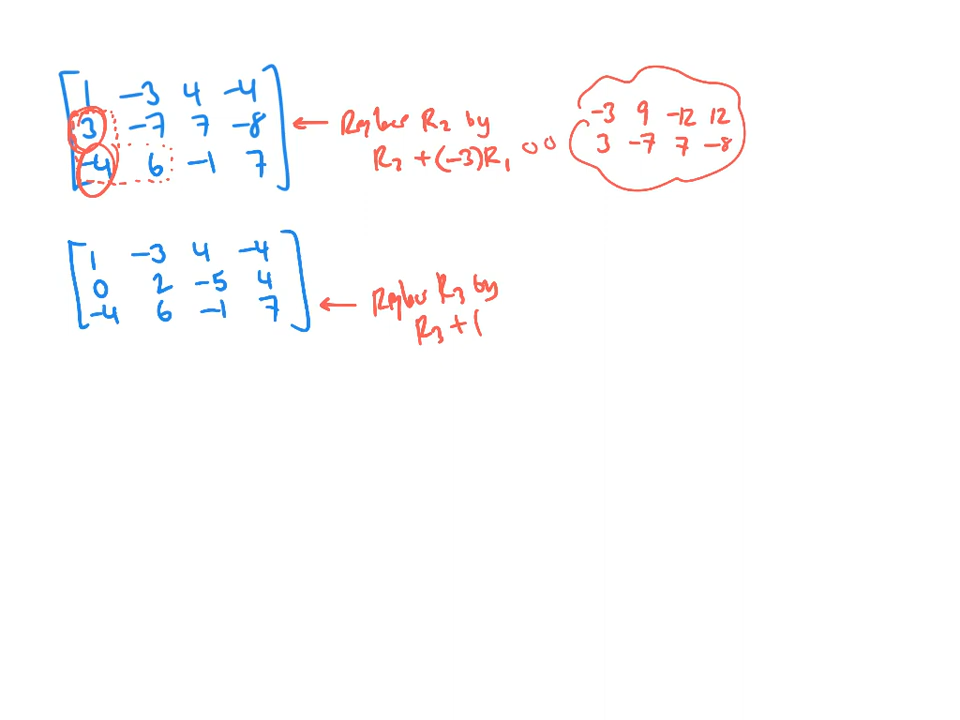 1 -3 4 -4
3 -7 7 -8 ← Replace R2 by
-4 6 -1 7 R2 + (-3)R1
-3 9 -12 12
3 -7 7 -8
1 -3 4 -4
0 2 -5 4
-4 6 -1 7 ← Replace R3 by
R3 + (